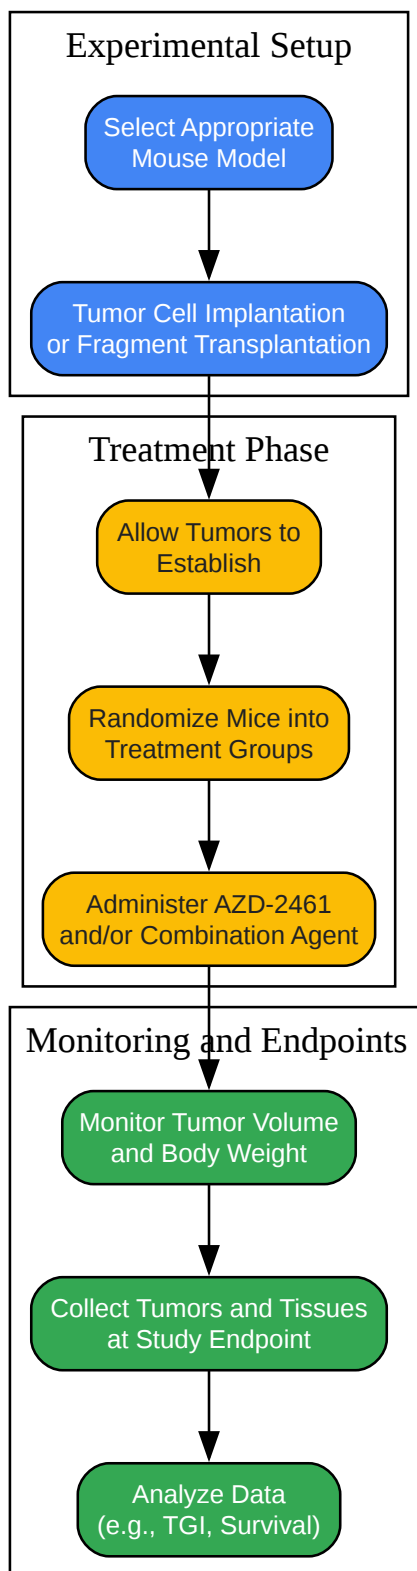 Experimental Setup
Select Appropriate
Mouse Model
Tumor Cell Implantation
or Fragment Transplantation
Treatment Phase
Allow Tumors to
Establish
Randomize Mice into
Treatment Groups
Administer AZD-2461
and/or Combination Agent
Monitoring and Endpoints
Monitor Tumor Volume
and Body Weight
Collect Tumors and Tissues
at Study Endpoint
Analyze Data
(e.g., TGI, Survival)